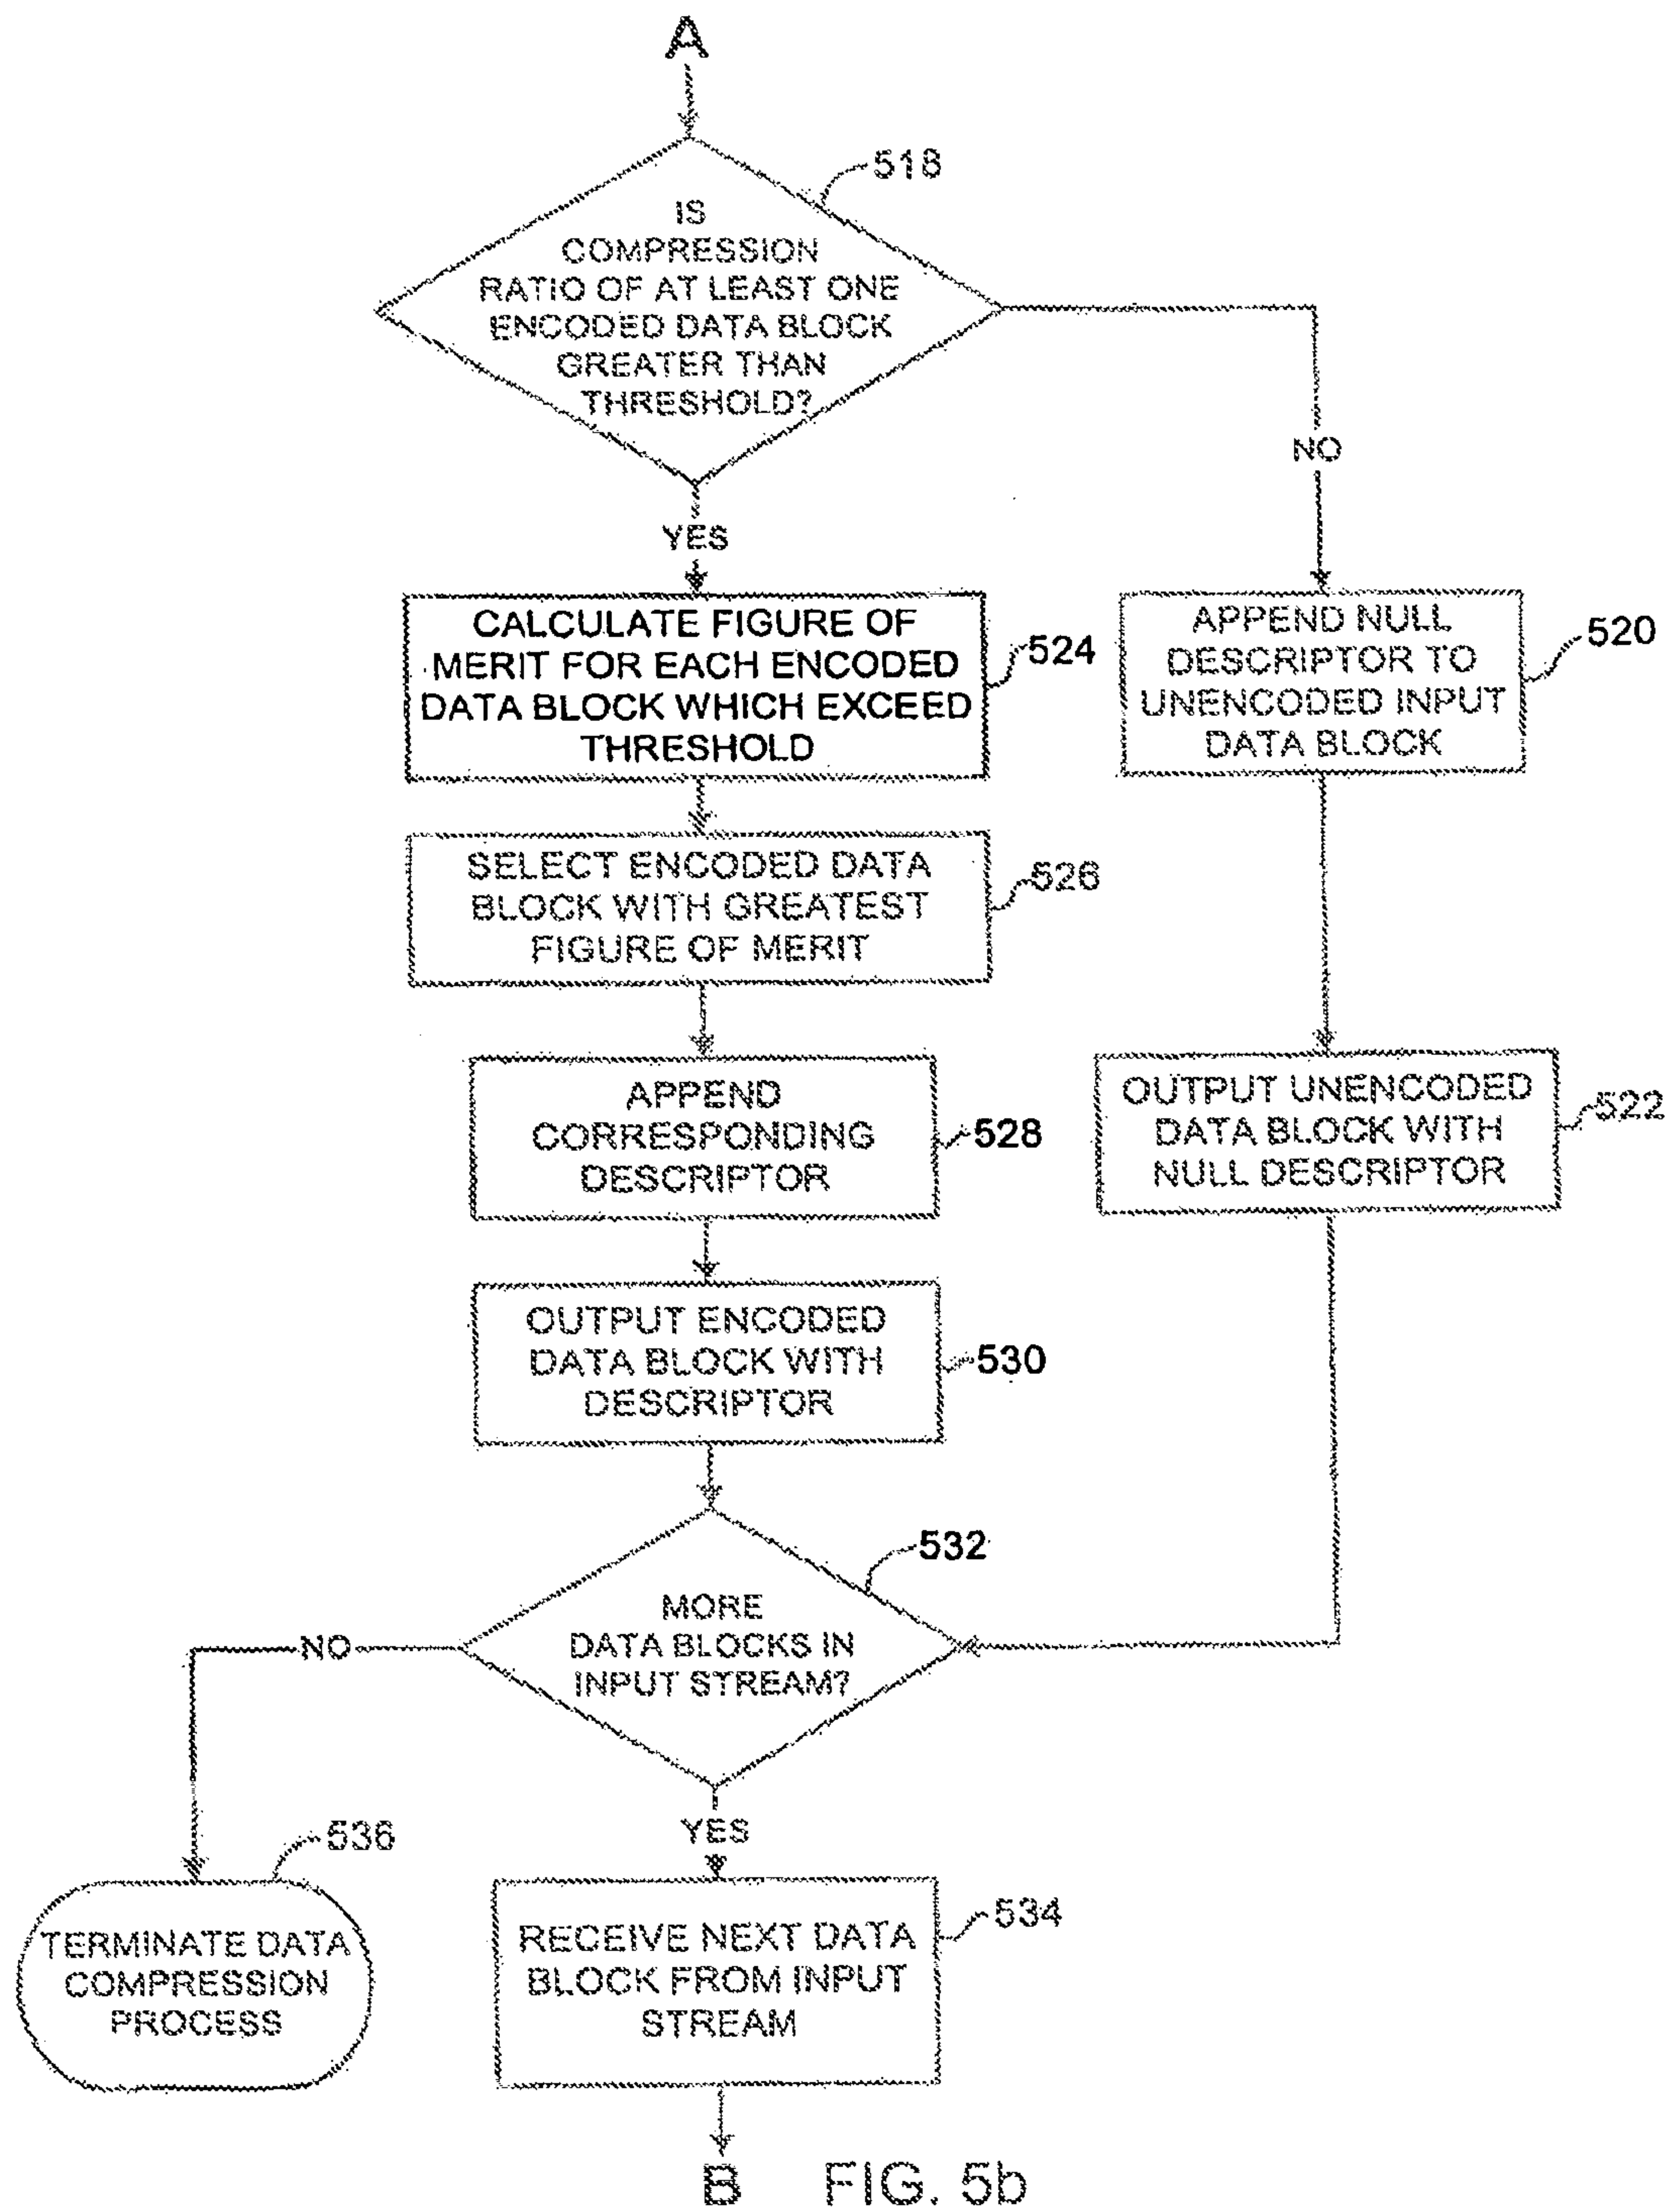 A
518
IS
COMPRESSION
RATIO OF AT LEAST ONE
ENCODED DATA BLOCK
GREATER THAN
THRESHOLD?
NO
YES
CALCULATE FIGURE OF
MERIT FOR EACH ENCODED
DATA BLOCK WHICH EXCEED
THRESHOLD
524
APPEND NULL
DESCRIPTOR TO
UNENCODED INPUT
DATA BLOCK
520
SELECT ENCODED DATA
BLOCK WITH GREATEST
FIGURE OF MERIT
526
APPEND
CORRESPONDING
DESCRIPTOR
528
OUTPUT UNENCODED
DATA BLOCK WITH
NULL DESCRIPTOR
522
OUTPUT ENCODED
DATA BLOCK WITH
DESCRIPTOR
530
532
MORE
DATA BLOCKS IN
INPUT STREAM?
NO
YES
536
TERMINATE DATA
COMPRESSION
PROCESS
RECEIVE NEXT DATA
BLOCK FROM INPUT
STREAM
534
B
FIG. 5b